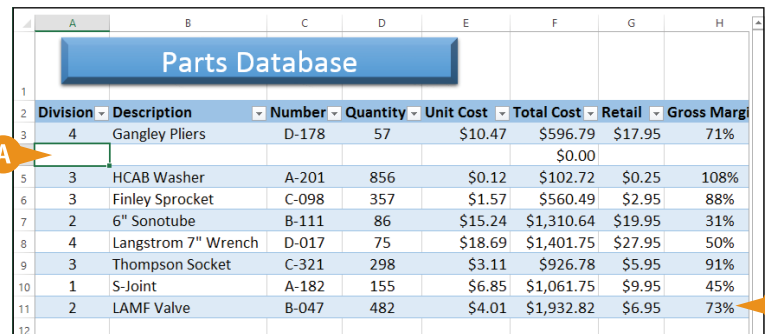 A B C D E F G H
Parts Database
1
2 Division Description Number Quantity Unit Cost Total Cost Retail Gross Margi
3 4 Gangley Pliers D-178 57 $10.47 $596.79 $17.95 71%
A $0.00
5 3 HCAB Washer A-201 856 $0.12 $102.72 $0.25 108%
6 3 Finley Sprocket C-098 357 $1.57 $560.49 $2.95 88%
7 2 6" Sonotube B-111 86 $15.24 $1,310.64 $19.95 31%
8 4 Langstrom 7" Wrench D-017 75 $18.69 $1,401.75 $27.95 50%
9 3 Thompson Socket C-321 298 $3.11 $926.78 $5.95 91%
10 1 S-Joint A-182 155 $6.85 $1,061.75 $9.95 45%
11 2 LAMF Valve B-047 482 $4.01 $1,932.82 $6.95 73%
12